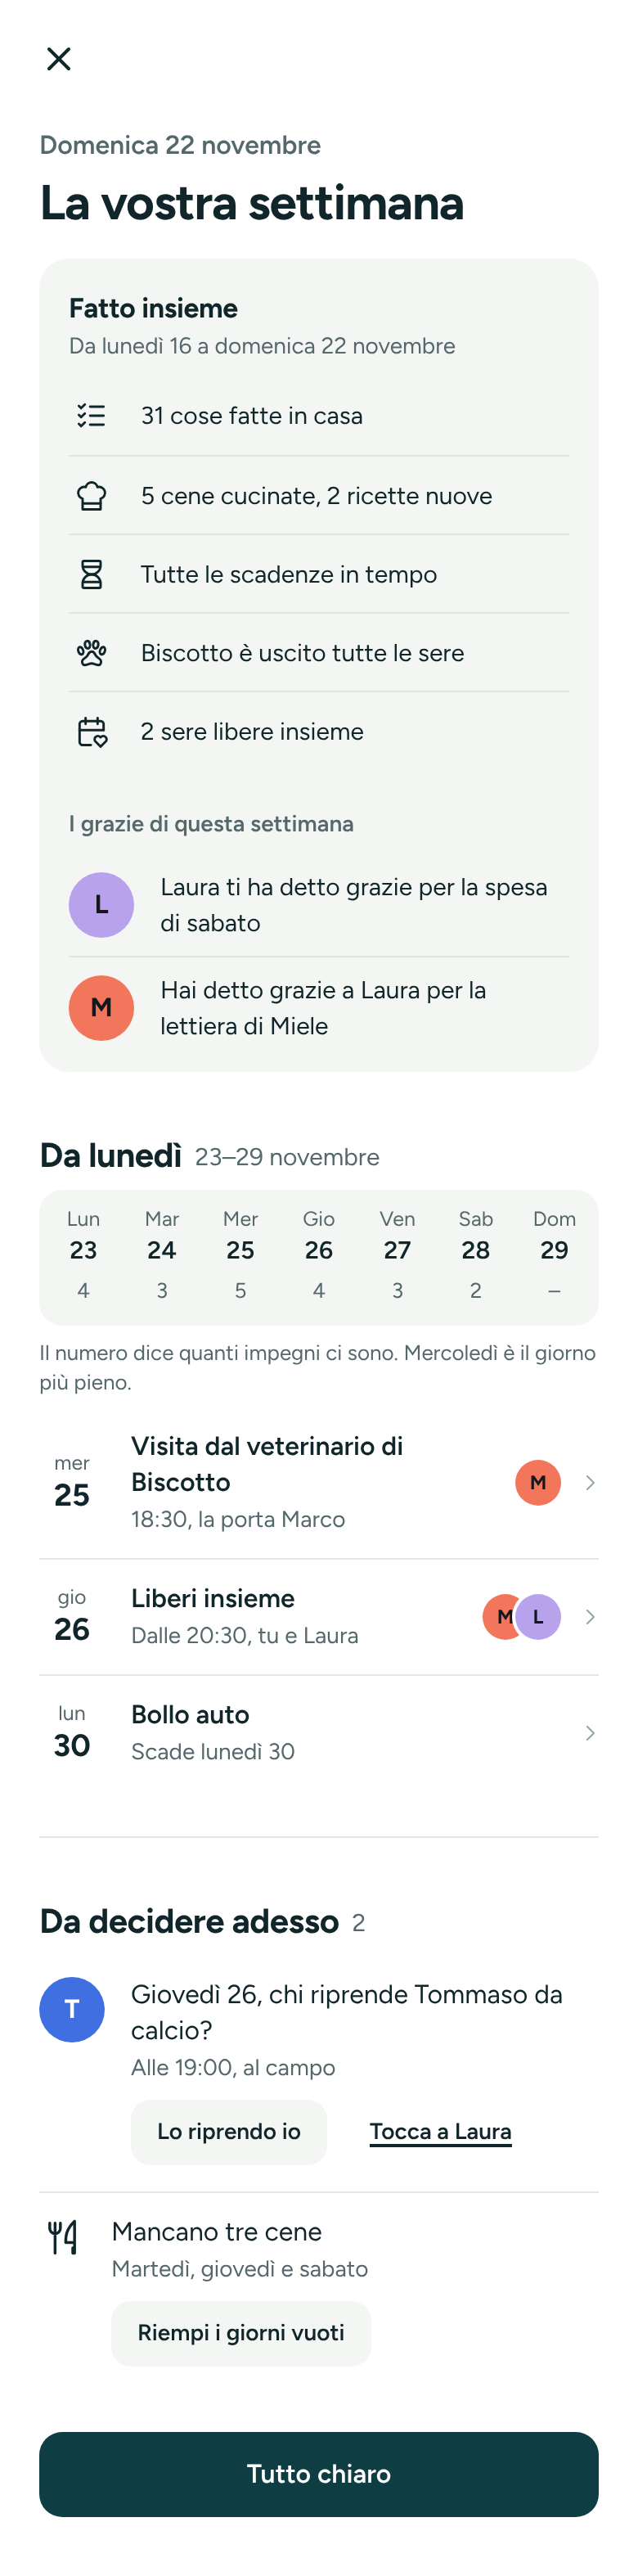 Domenica 22 novembre
La vostra settimana
Fatto insieme
Da lunedì 16 a domenica 22 novembre
31 cose fatte in casa
5 cene cucinate, 2 ricette nuove
Tutte le scadenze in tempo
Biscotto è uscito tutte le sere
2 sere libere insieme
I grazie di questa settimana
L
Laura ti ha detto grazie per la spesa
di sabato
M
Hai detto grazie a Laura per la
lettiera di Miele
Da lunedì 23–29 novembre
Lun Mar Mer Gio Ven Sab Dom
23 24 25 26 27 28 29
4 3 5 4 3 2 –
Il numero dice quanti impegni ci sono. Mercoledì è il giorno
più pieno.
mer
25
Visita dal veterinario di
Biscotto
18:30, la porta Marco
M
gio
26
Liberi insieme
Dalle 20:30, tu e Laura
M L
lun
30
Bollo auto
Scade lunedì 30
Da decidere adesso 2
T
Giovedì 26, chi riprende Tommaso da
calcio?
Alle 19:00, al campo
Lo riprendo io Tocca a Laura
Mancano tre cene
Martedì, giovedì e sabato
Riempi i giorni vuoti
Tutto chiaro